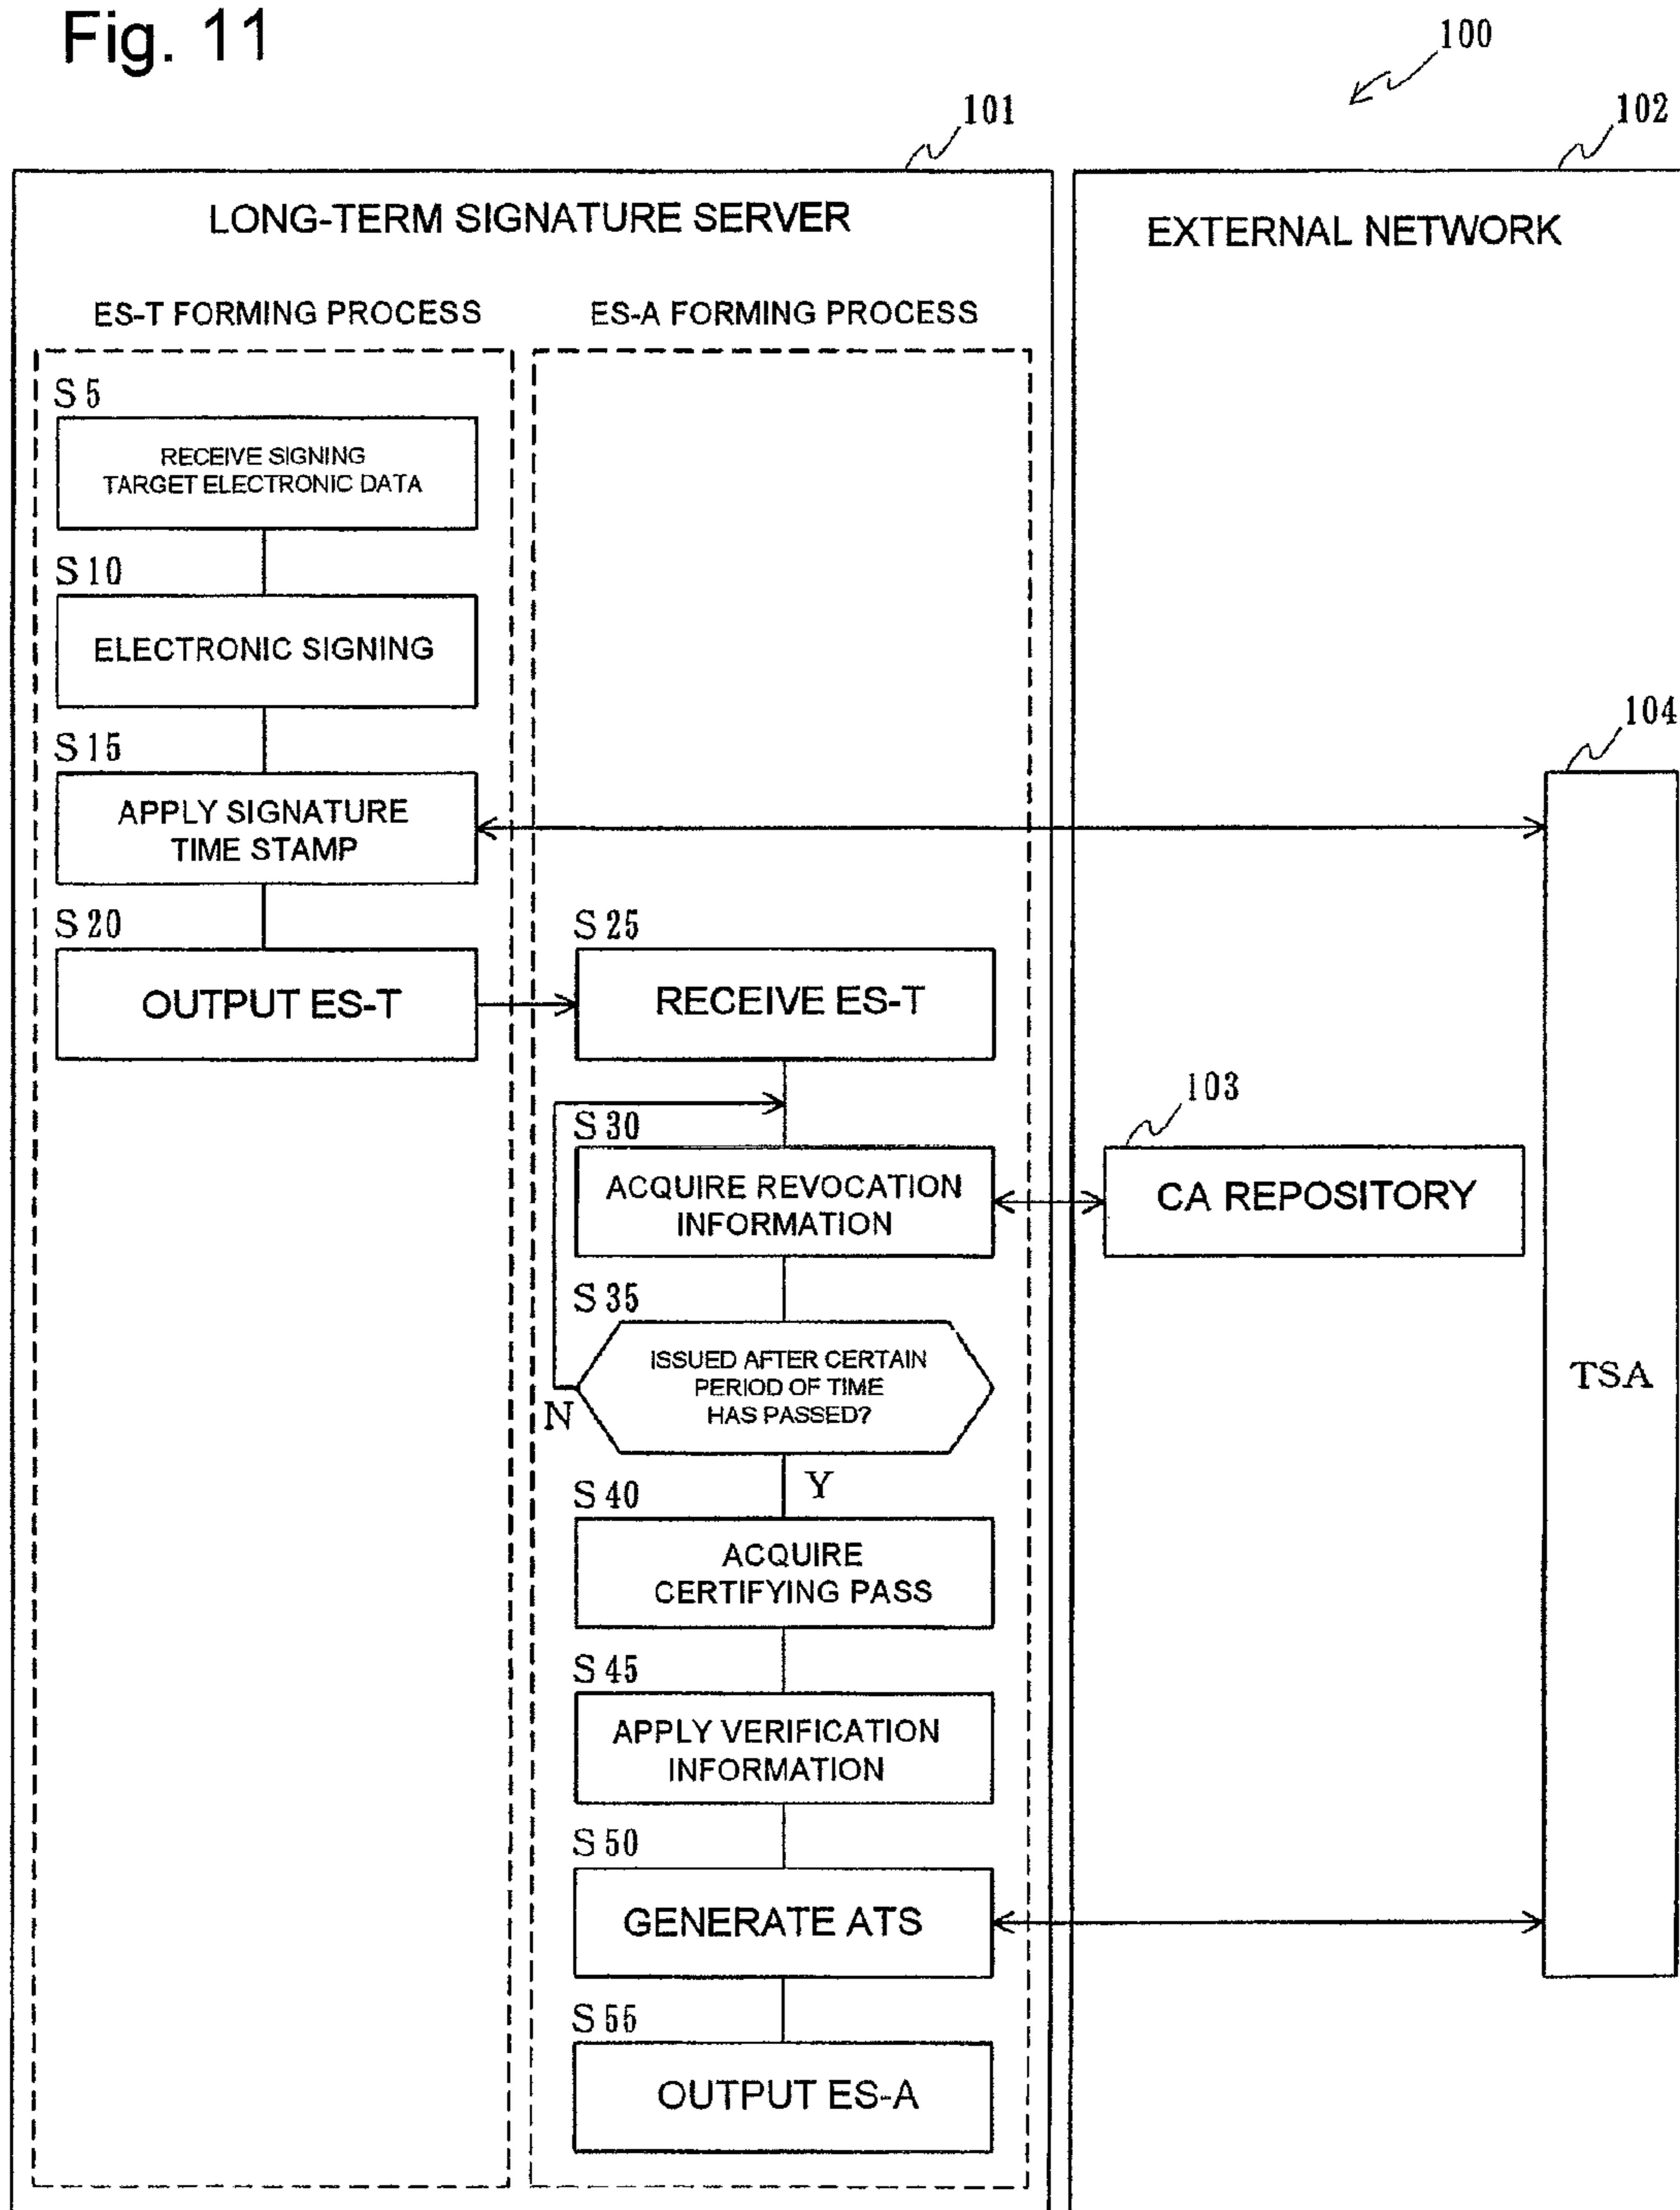 Fig. 11
100
101
102
LONG-TERM SIGNATURE SERVER
EXTERNAL NETWORK
ES-T FORMING PROCESS
ES-A FORMING PROCESS
S 5
RECEIVE SIGNING
TARGET ELECTRONIC DATA
S 10
ELECTRONIC SIGNING
S 15
APPLY SIGNATURE
TIME STAMP
104
S 20
OUTPUT ES-T
S 25
RECEIVE ES-T
S 30
ACQUIRE REVOCATION
INFORMATION
103
CA REPOSITORY
S 35
ISSUED AFTER CERTAIN
PERIOD OF TIME
HAS PASSED?
N
Y
TSA
S 40
ACQUIRE
CERTIFYING PASS
S 45
APPLY VERIFICATION
INFORMATION
S 50
GENERATE ATS
S 55
OUTPUT ES-A